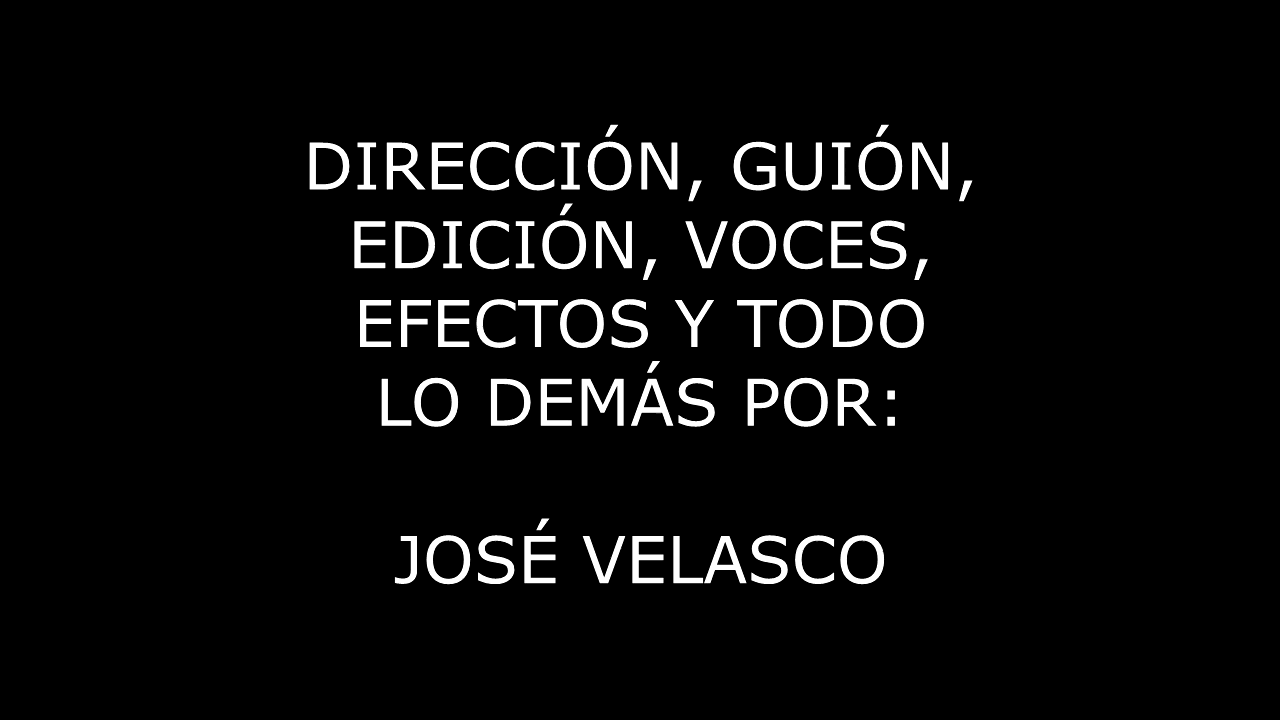 DIRECCIÓN, GUIÓN,
EDICIÓN, VOCES,
EFECTOS Y TODO
LO DEMÁS POR:
JOSÉ VELASCO